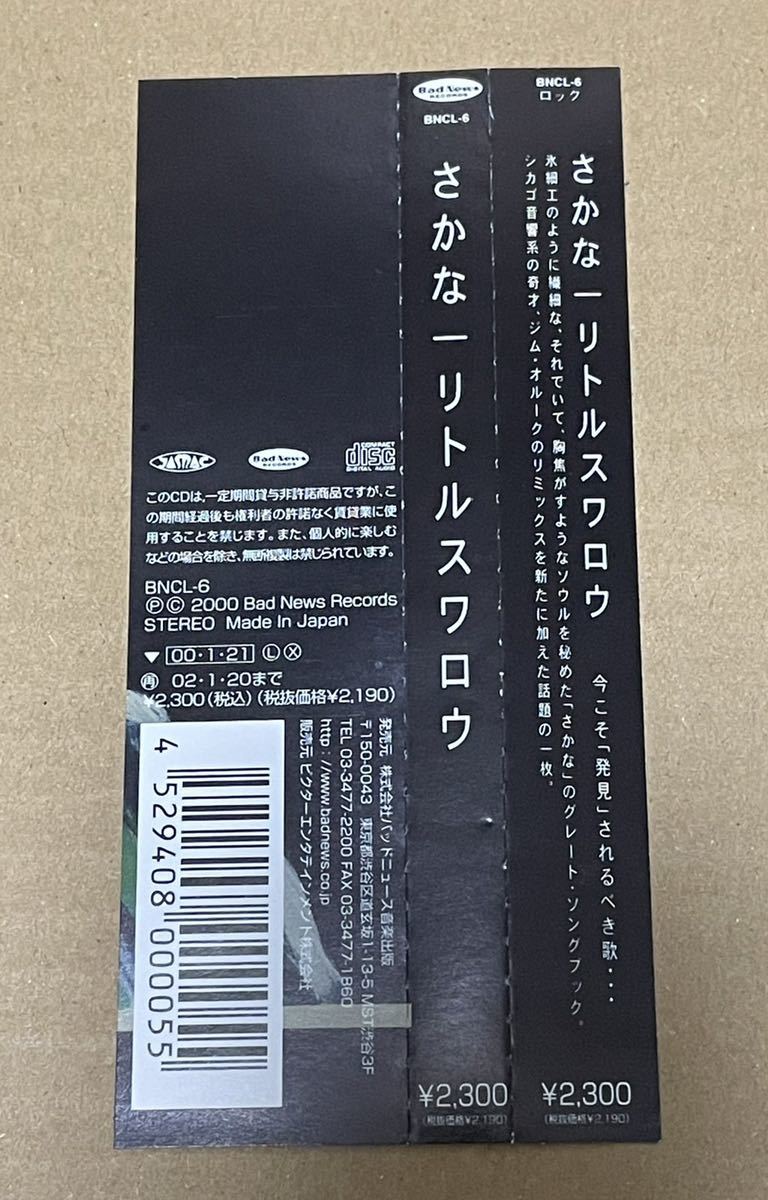 BNCL-6
ロック
さかな ー リトルスワロウ
今こそ「発見」されるべき歌・・・
氷細工のように繊細な、それでいて、胸焦がすようなソウルを秘めた「さかな」のグレート・ソングブック。
シカゴ音響系の奇才、ジム・オルークのリミックスを新たに加えた話題の一枚。
¥2,300
(税抜価格¥2,190)
Bad News
RECORDS
BNCL-6
さかな ー リトルスワロウ
¥2,300
(税抜価格¥2,190)
JASRAC
Bad News
RECORDS
COMPACT
disc
DIGITAL AUDIO
このCDは、一定期間貸与非許諾商品ですが、こ
の期間経過後も権利者の許諾なく賃貸業に使
用することを禁じます。また、個人的に楽しむ
などの場合を除き、無断複製は禁じられています。
BNCL-6
ⓅⒸ 2000 Bad News Records
STEREO Made In Japan
▼ 00・1・21 Ⓛ Ⓧ
㊢ 02・1・20まで
¥2,300(税込)(税抜価格¥2,190)
発売元 株式会社バッドニュース音楽出版
〒150-0043 東京都渋谷区道玄坂1-13-5 MST渋谷3F
TEL 03-3477-2200 FAX 03-3477-1860
http://www.badnews.co.jp
販売元 ビクターエンタテインメント株式会社
4 529408 000055